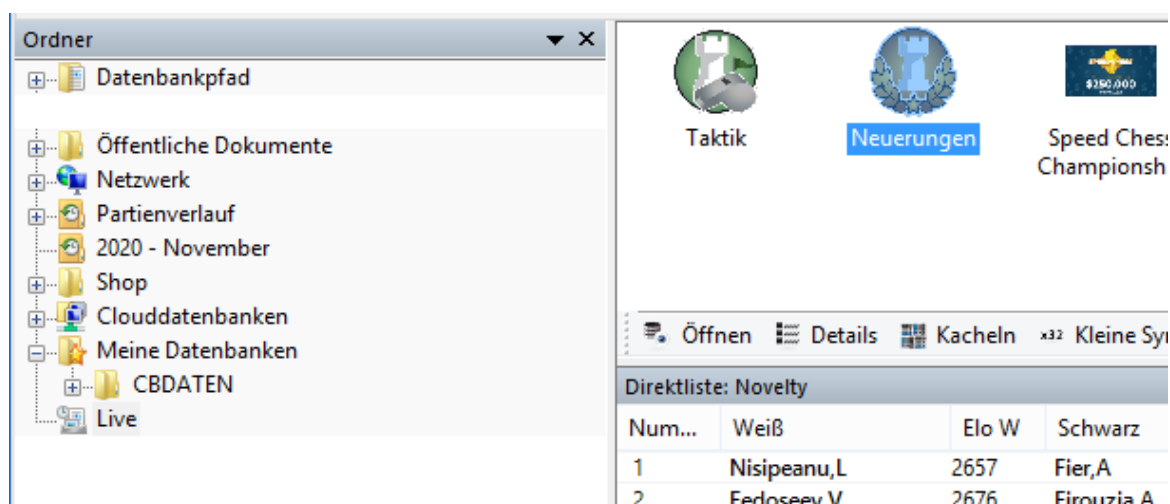 Ordner
Datenbankpfad
Öffentliche Dokumente
Netzwerk
Partienverlauf
2020 - November
Shop
Clouddatenbanken
Meine Datenbanken
CBDATEN
Live
$250,000
Taktik Neuerungen Speed Chess
Championsh
Öffnen Details Kacheln x32 Kleine Sy
Direktliste: Novelty
Num... Weiß Elo W Schwarz
1 Nisipeanu,L 2657 Fier,A
2 Fedoseev,V 2676 Firouzja,A